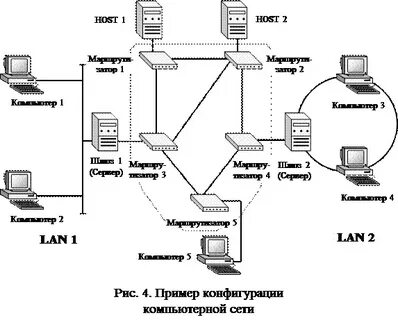 HOST 1
HOST 2
Маршрути-
затор 1
Маршрути-
затор 2
Компьютер 1
Компьютер 3
Шлюз 1
(Сервер)
Маршру-
тизатор 3
Маршру-
тизатор 4
Шлюз 2
(Сервер)
Компьютер 2
Компьютер 4
Маршрутизатор 5
LAN 1
LAN 2
Компьютер 5
Рис. 4. Пример конфигурации
компьютерной сети